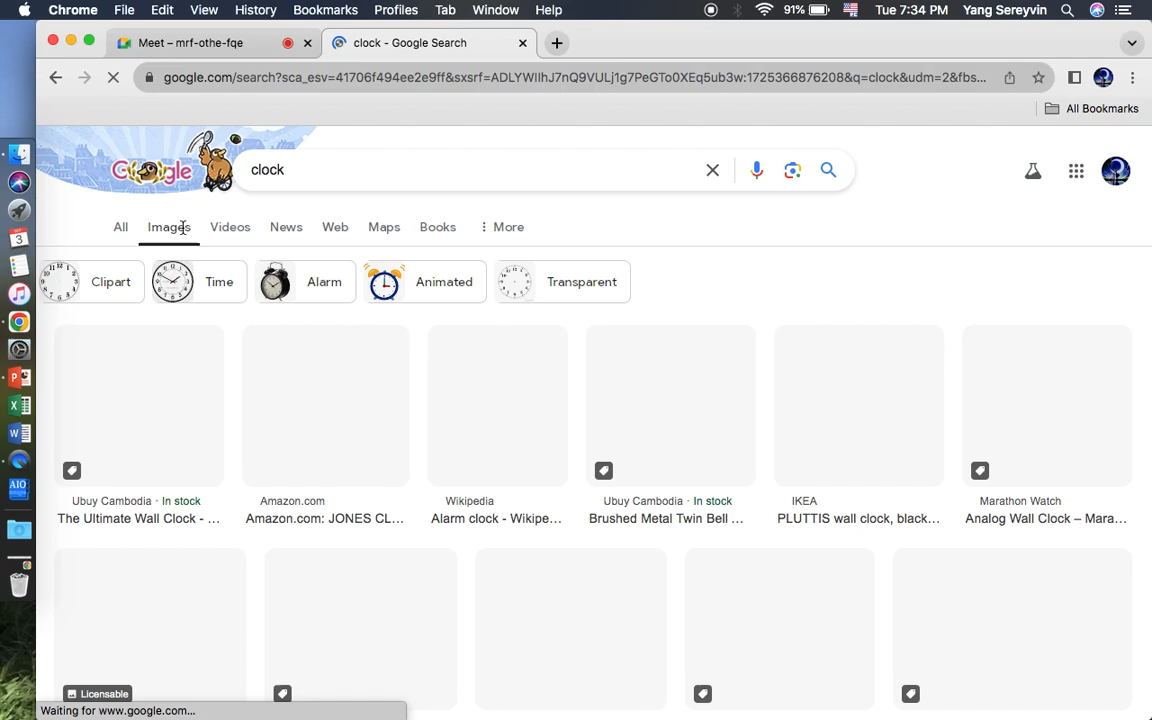 Chrome File Edit View History Bookmarks Profiles Tab Window Help 91% Tue 7:34 PM Yang Sereyvin
Meet – mrf-othe-fqe
clock - Google Search
google.com/search?sca_esv=41706f494ee2e9ff&sxsrf=ADLYWIlhJ7nQ9VULj1g7PeGTo0XEq5ub3w:1725366876208&q=clock&udm=2&fbs...
All Bookmarks
Google
clock
All Images Videos News Web Maps Books More
Clipart Time Alarm Animated Transparent
Ubuy Cambodia · In stock
The Ultimate Wall Clock - ...
Amazon.com
Amazon.com: JONES CL...
Wikipedia
Alarm clock - Wikipe...
Ubuy Cambodia · In stock
Brushed Metal Twin Bell ...
IKEA
PLUTTIS wall clock, black...
Marathon Watch
Analog Wall Clock – Mara...
Licensable
Waiting for www.google.com...
3
AIO